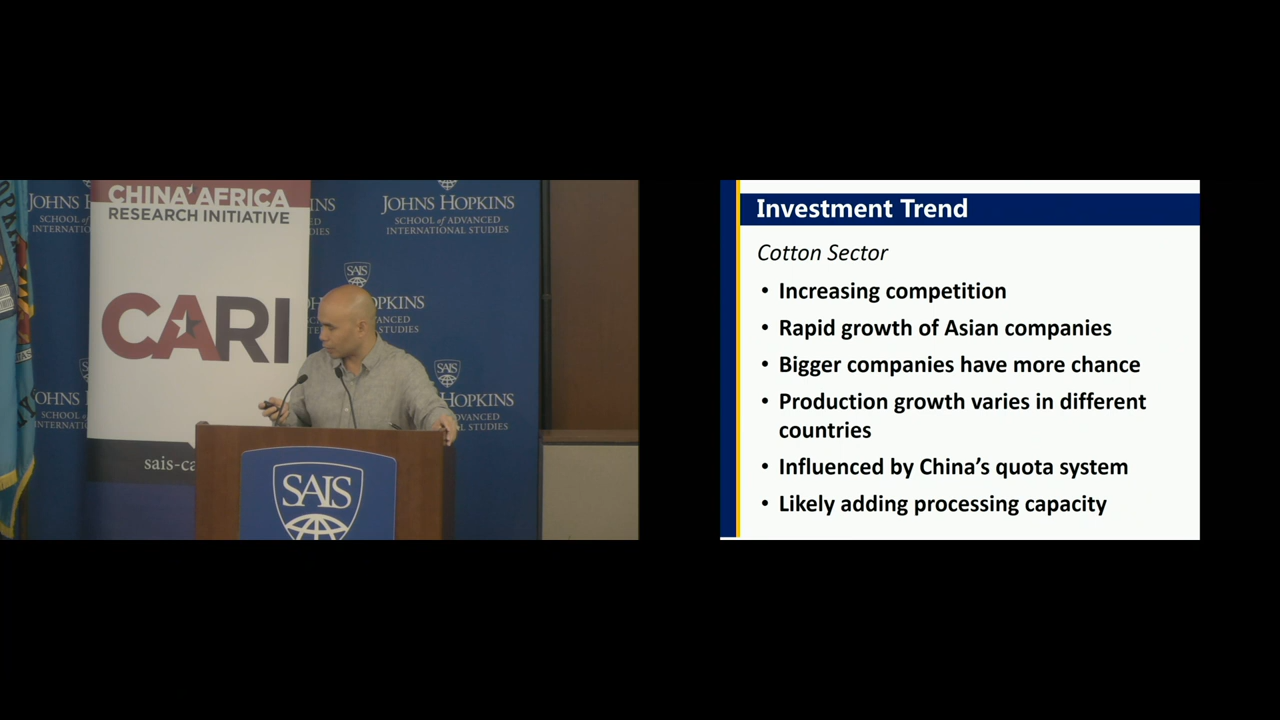 CHINA AFRICA
RESEARCH INITIATIVE
CARI
sais-ca
JOHNS HOPKINS
SCHOOL of ADVANCED
INTERNATIONAL STUDIES
SAIS
SAIS
Investment Trend
Cotton Sector
• Increasing competition
• Rapid growth of Asian companies
• Bigger companies have more chance
• Production growth varies in different
countries
• Influenced by China's quota system
• Likely adding processing capacity